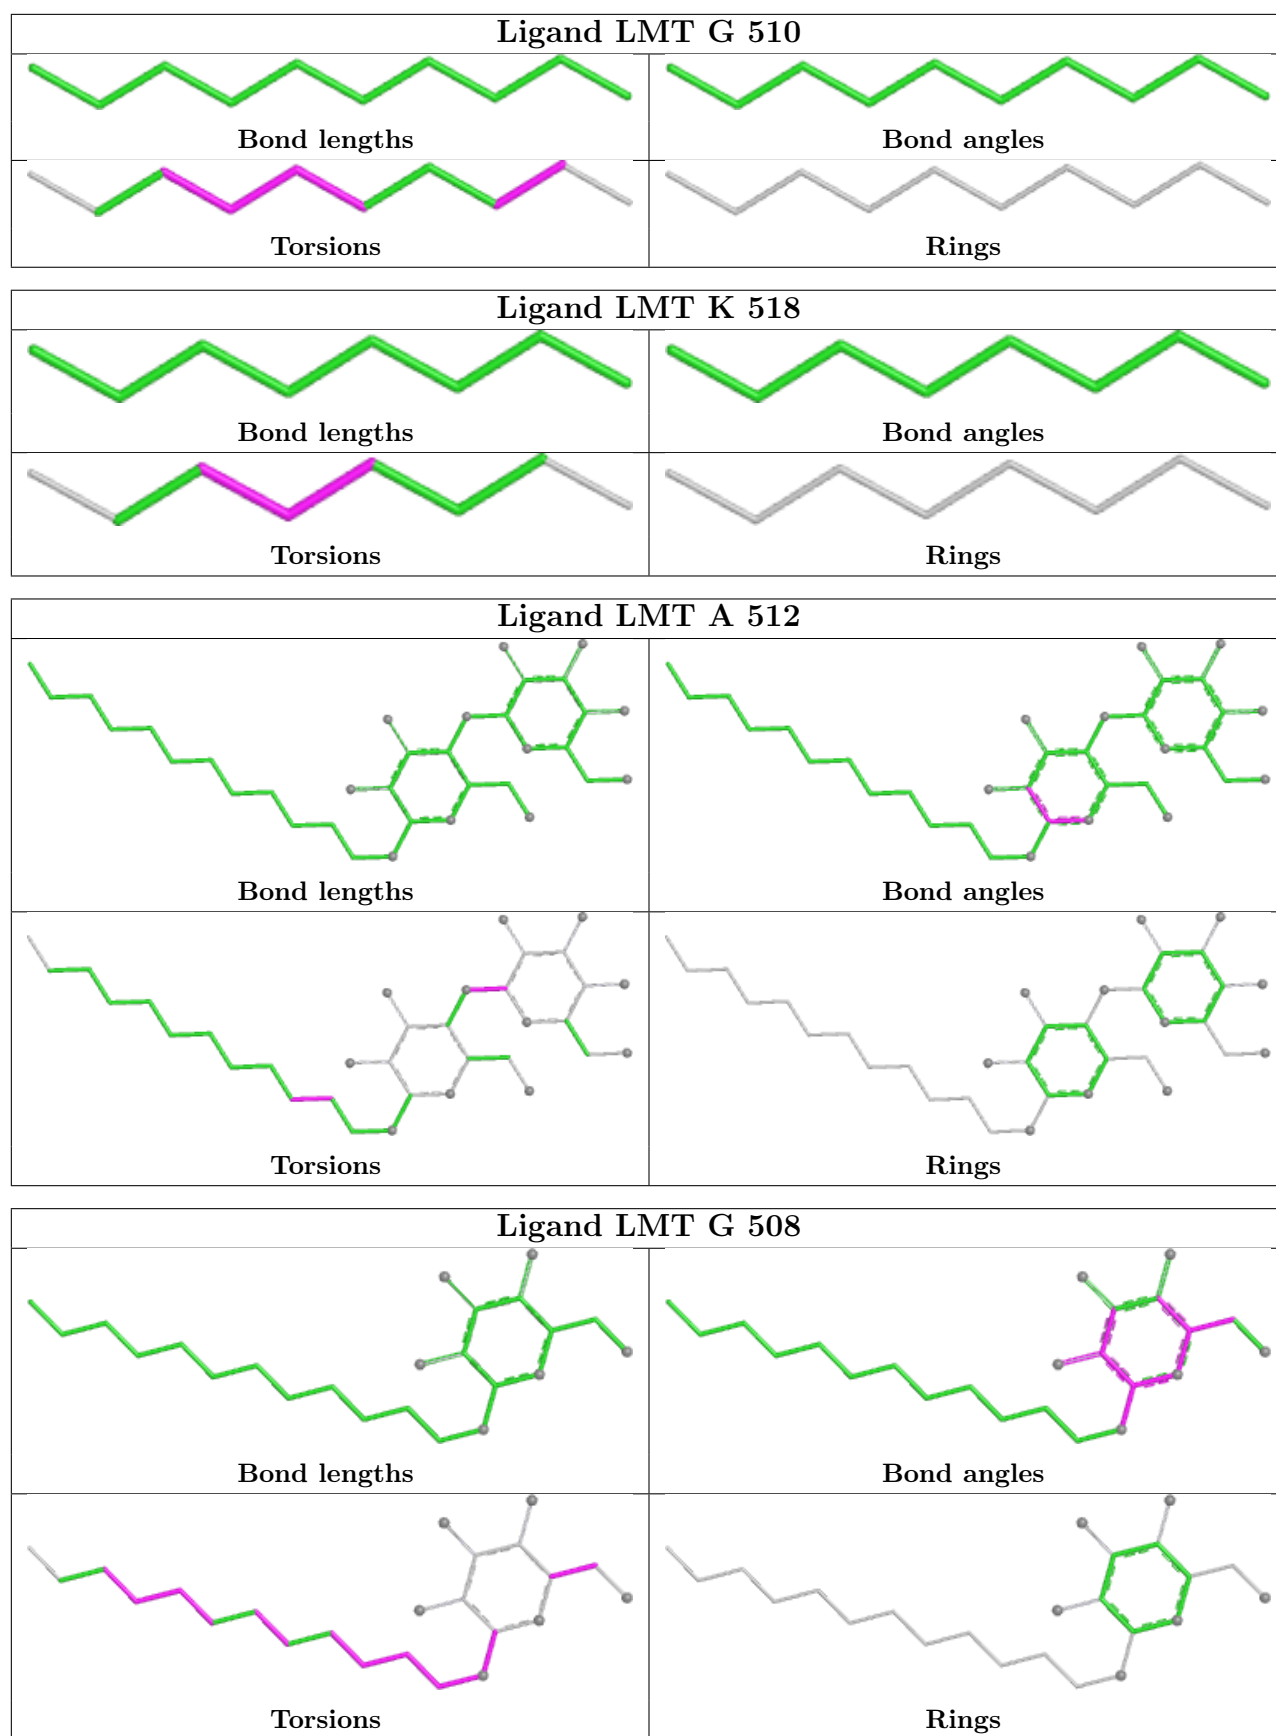 Ligand LMT G 510
Bond lengths
Bond angles
Torsions
Rings
Ligand LMT K 518
Bond lengths
Bond angles
Torsions
Rings
Ligand LMT A 512
Bond lengths
Bond angles
Torsions
Rings
Ligand LMT G 508
Bond lengths
Bond angles
Torsions
Rings